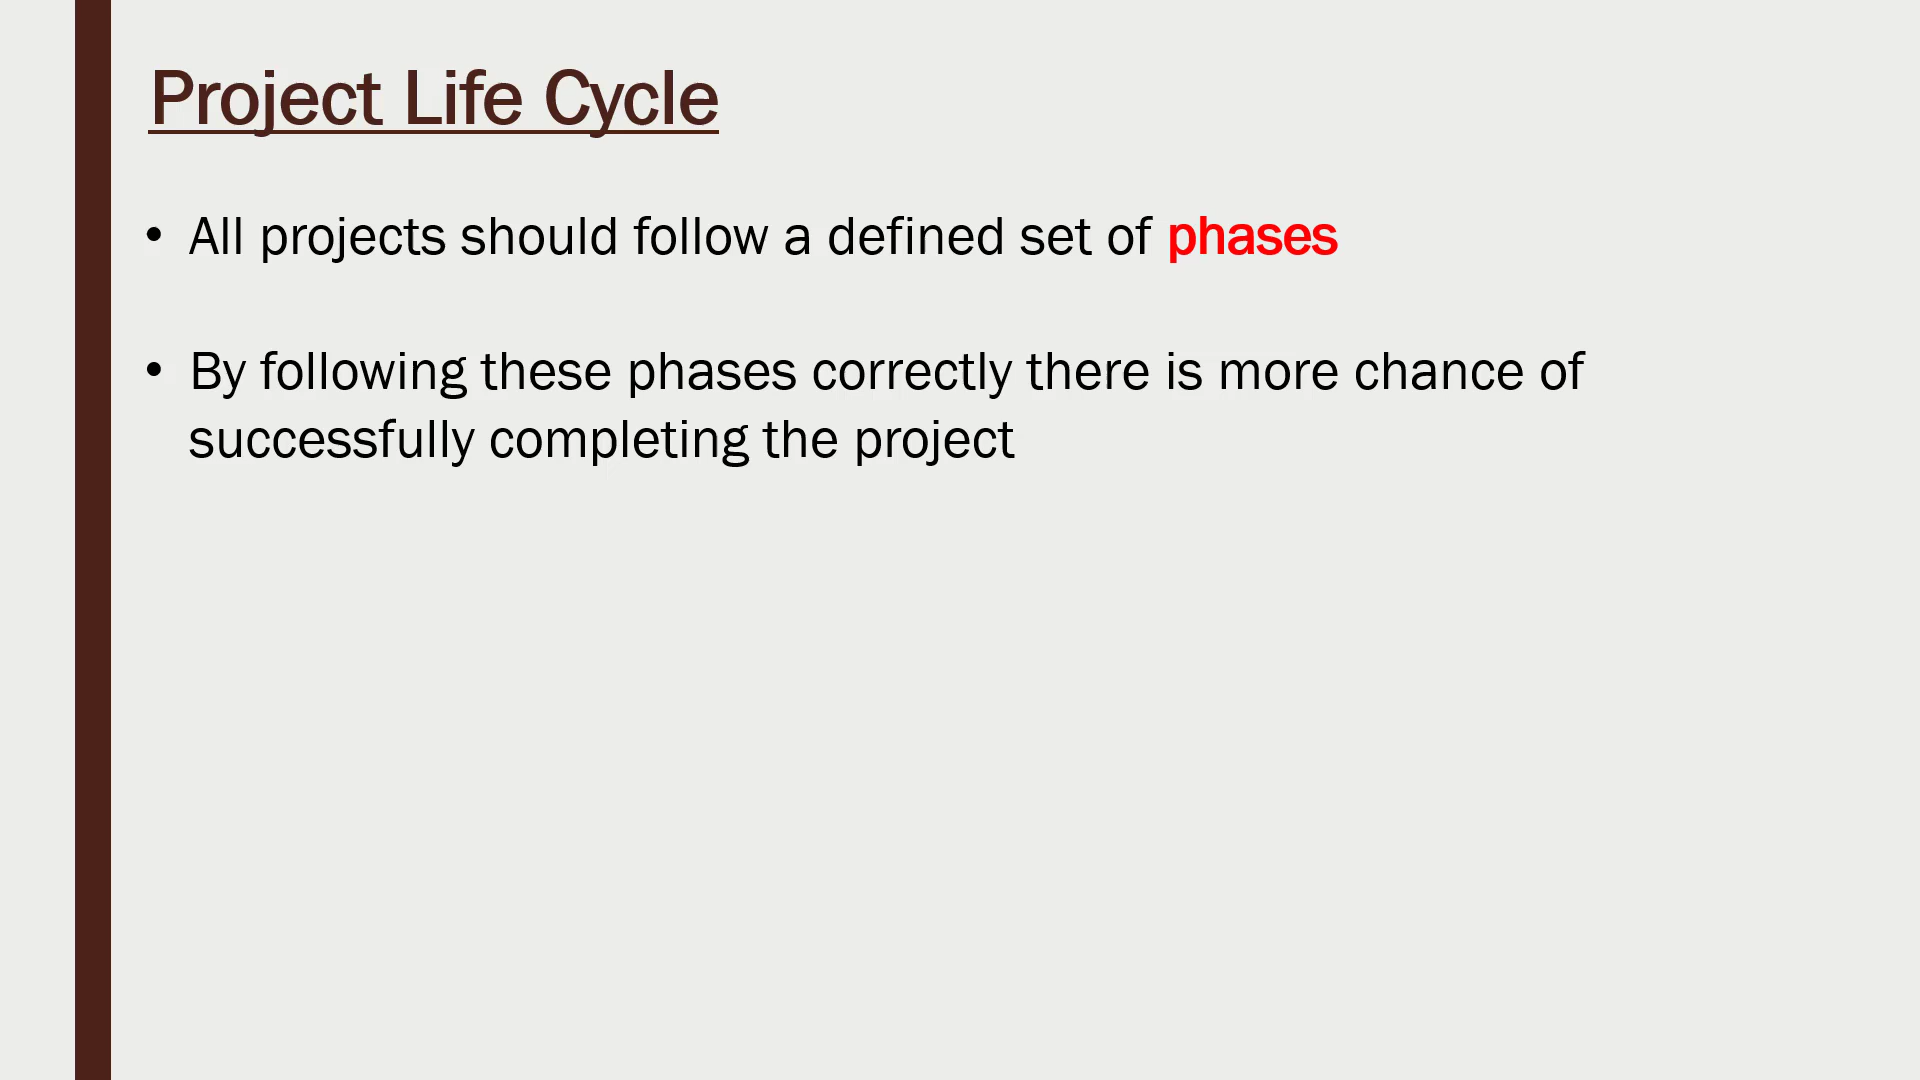 Project Life Cycle
• All projects should follow a defined set of phases
• By following these phases correctly there is more chance of
successfully completing the project